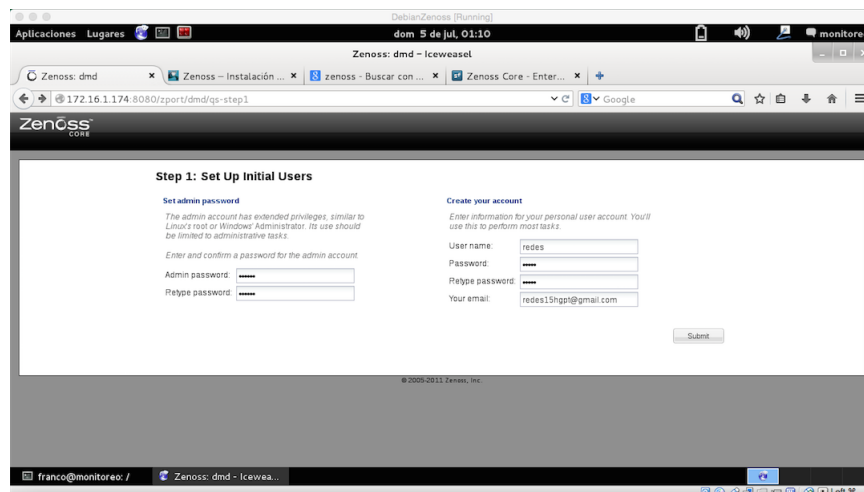 DebianZenoss [Running]
Aplicaciones Lugares dom 5 de jul, 01:10 monitore
Zenoss: dmd - Iceweasel
Zenoss: dmd Zenoss – Instalación ... zenoss - Buscar con ... Zenoss Core - Enter...
172.16.1.174:8080/zport/dmd/qs-step1 Google
Zenōss™
CORE
Step 1: Set Up Initial Users
Set admin password
The admin account has extended privileges, similar to
Linux's root or Windows' Administrator. Its use should
be limited to administrative tasks.
Enter and confirm a password for the admin account
Admin password: ••••••
Retype password: ••••••
Create your account
Enter information for your personal user account. You'll
use this to perform most tasks.
User name: redes
Password: •••••
Retype password: •••••
Your email: redes15hgpt@gmail.com
Submit
© 2005-2011 Zenoss, Inc.
franco@monitoreo: / Zenoss: dmd - Icewea...
Left ⌘